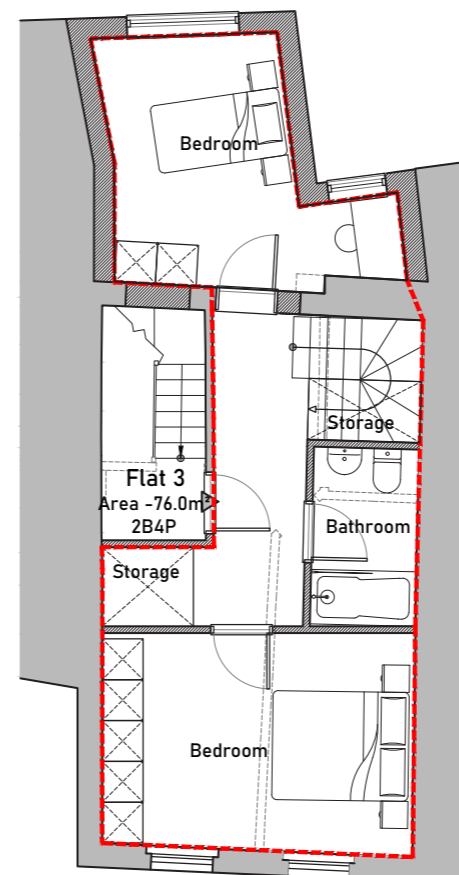 Bedroom
Storage
Flat 3
Area -76.0m²
2B4P
Bathroom
Storage
Bedroom